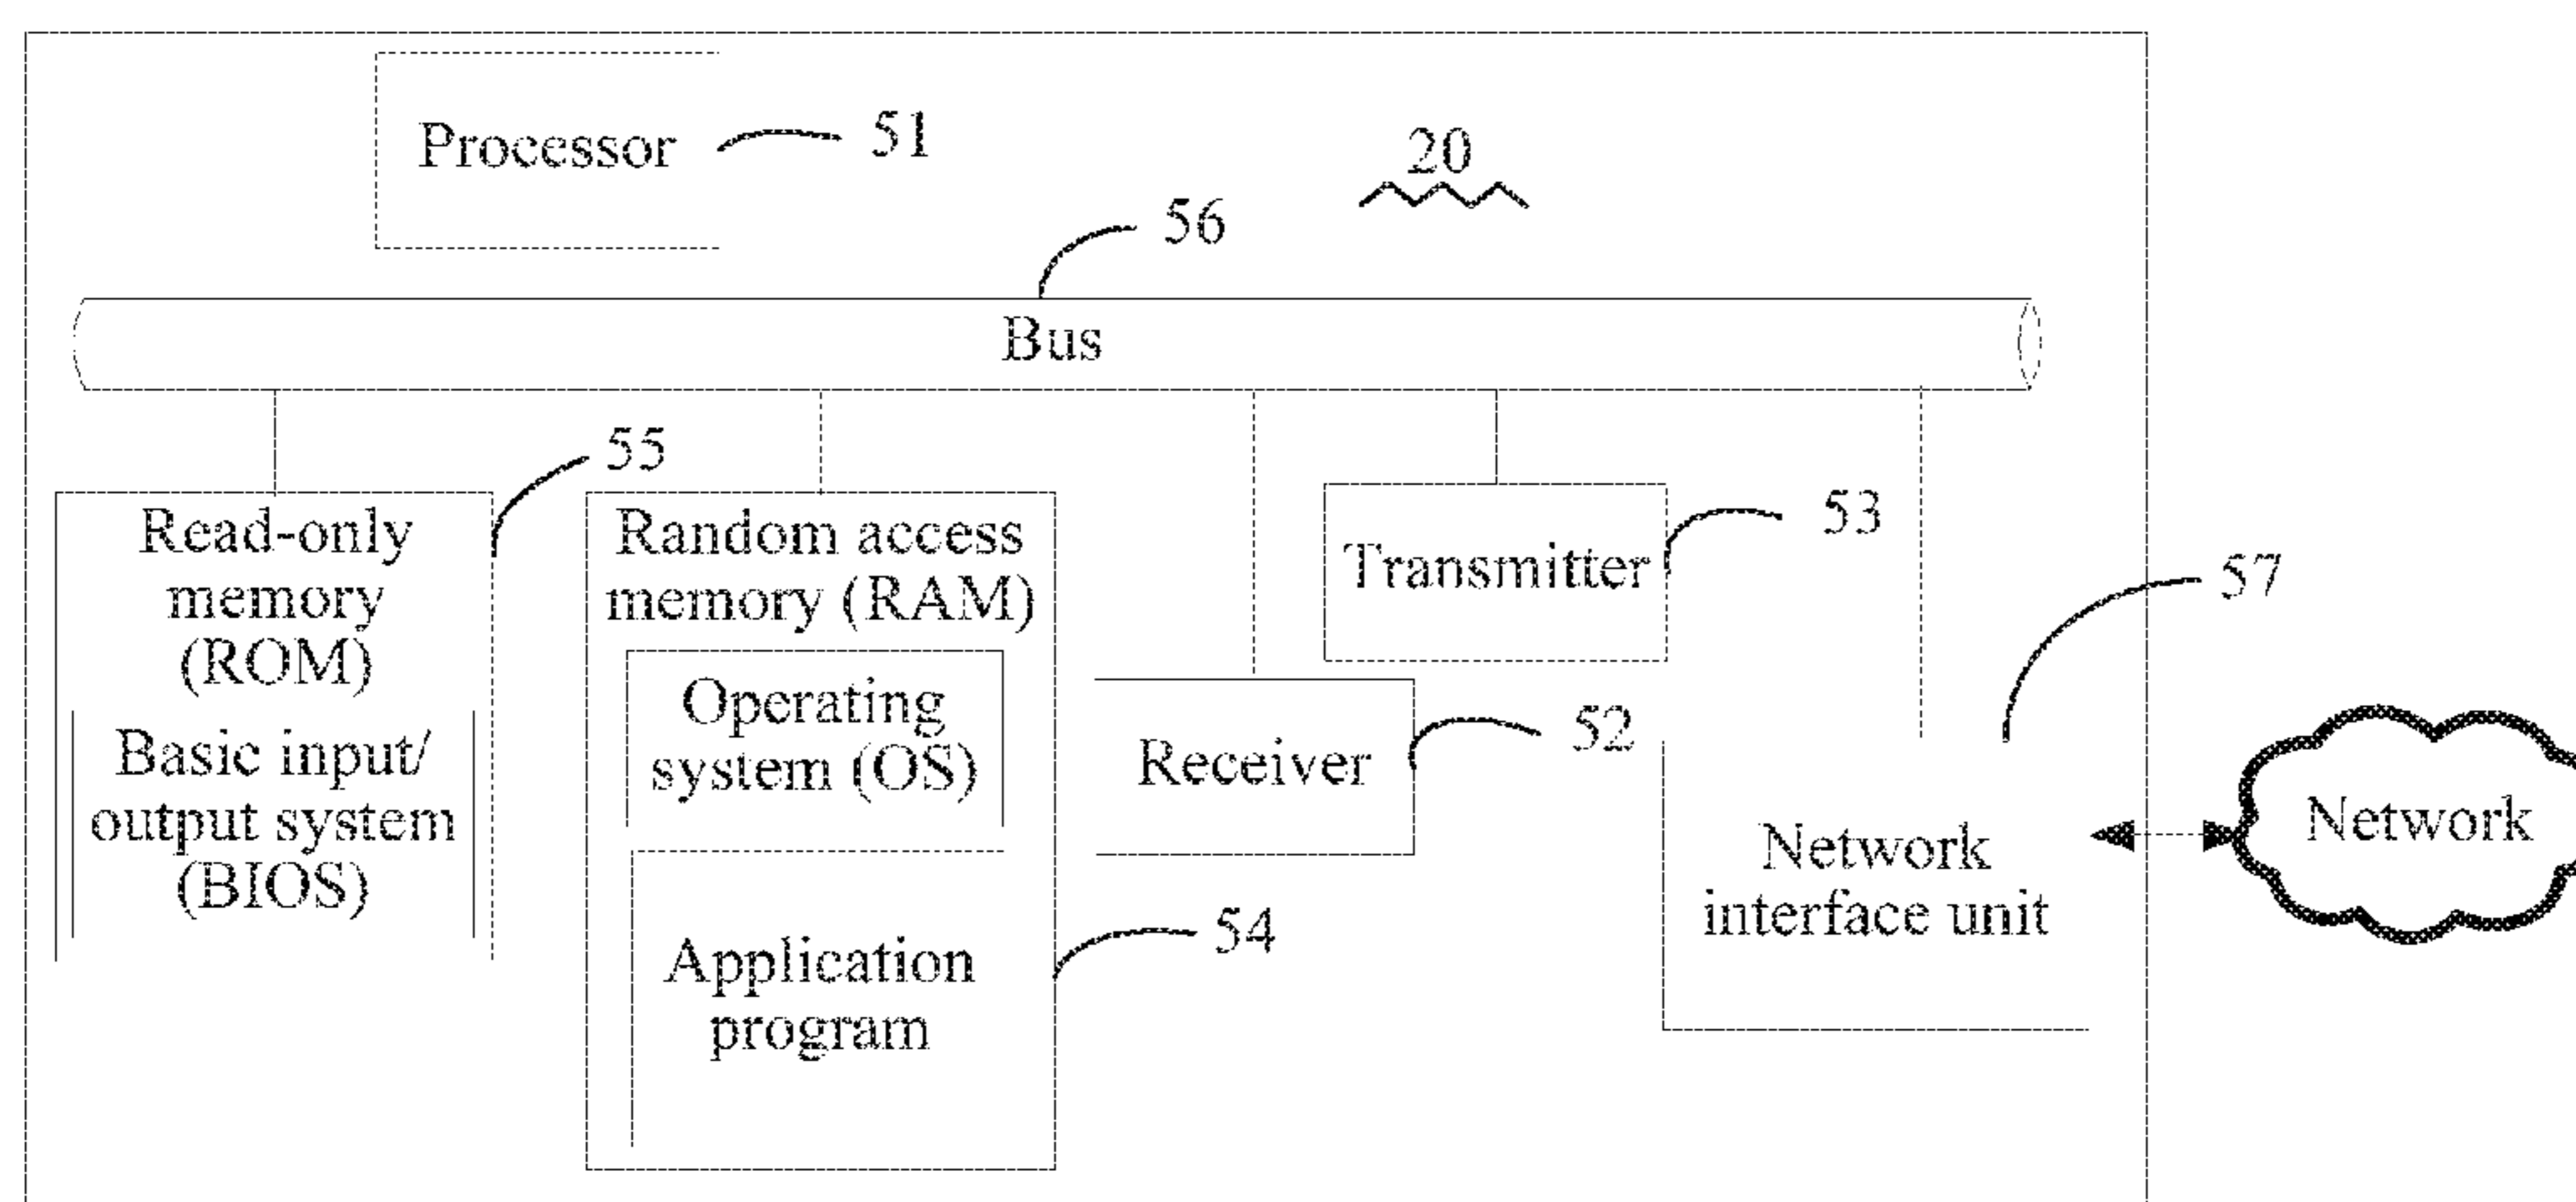 Processor
51
20
56
Bus
55
Read-only
memory
(ROM)
Basic input/
output system
(BIOS)
Random access
memory (RAM)
Operating
system (OS)
Application
program
54
Transmitter
53
Receiver
52
57
Network
interface unit
Network